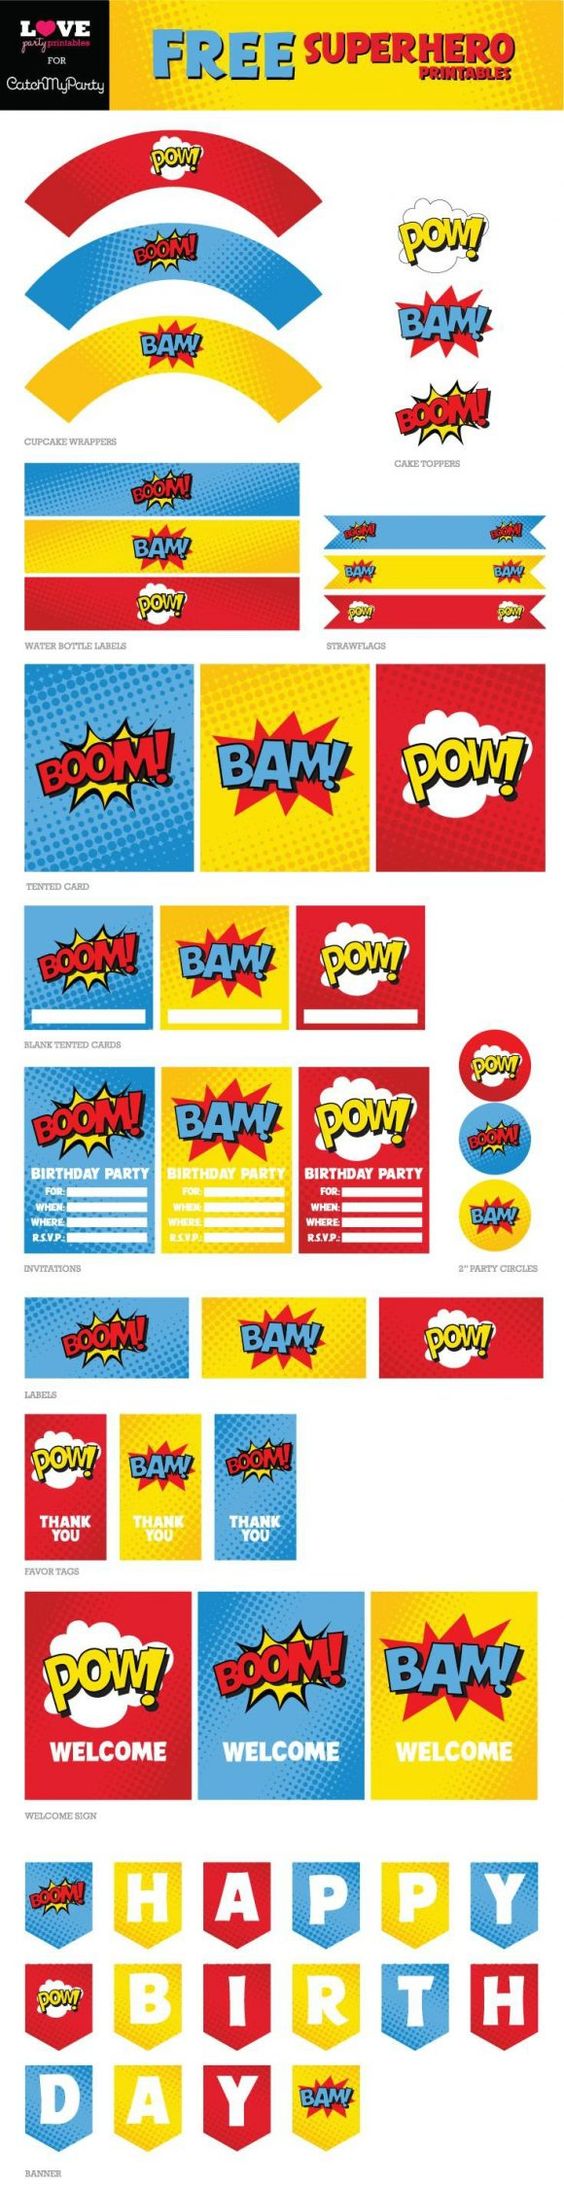 LOVE
partyprintables
FOR
CatchMyParty
FREE SUPERHERO
PRINTABLES
POW!
BOOM!
BAM!
CUPCAKE WRAPPERS
POW!
BAM!
BOOM!
CAKE TOPPERS
BOOM!
BAM!
POW!
WATER BOTTLE LABELS
BOOM! BOOM!
BAM! BAM!
POW! POW!
STRAWFLAGS
BOOM! BAM! POW!
TENTED CARD
BOOM! BAM! POW!
BLANK TENTED CARDS
BOOM!
BIRTHDAY PARTY
FOR:
WHEN:
WHERE:
R.S.V.P.:
BAM!
BIRTHDAY PARTY
FOR:
WHEN:
WHERE:
R.S.V.P.:
POW!
BIRTHDAY PARTY
FOR:
WHEN:
WHERE:
R.S.V.P.:
INVITATIONS
POW!
BOOM!
BAM!
2" PARTY CIRCLES
BOOM! BAM! POW!
LABELS
POW!
THANK
YOU
BAM!
THANK
YOU
BOOM!
THANK
YOU
FAVOR TAGS
POW!
WELCOME
BOOM!
WELCOME
BAM!
WELCOME
WELCOME SIGN
BOOM! H A P P Y
POW! B I R T H
D A Y BAM!
BANNER